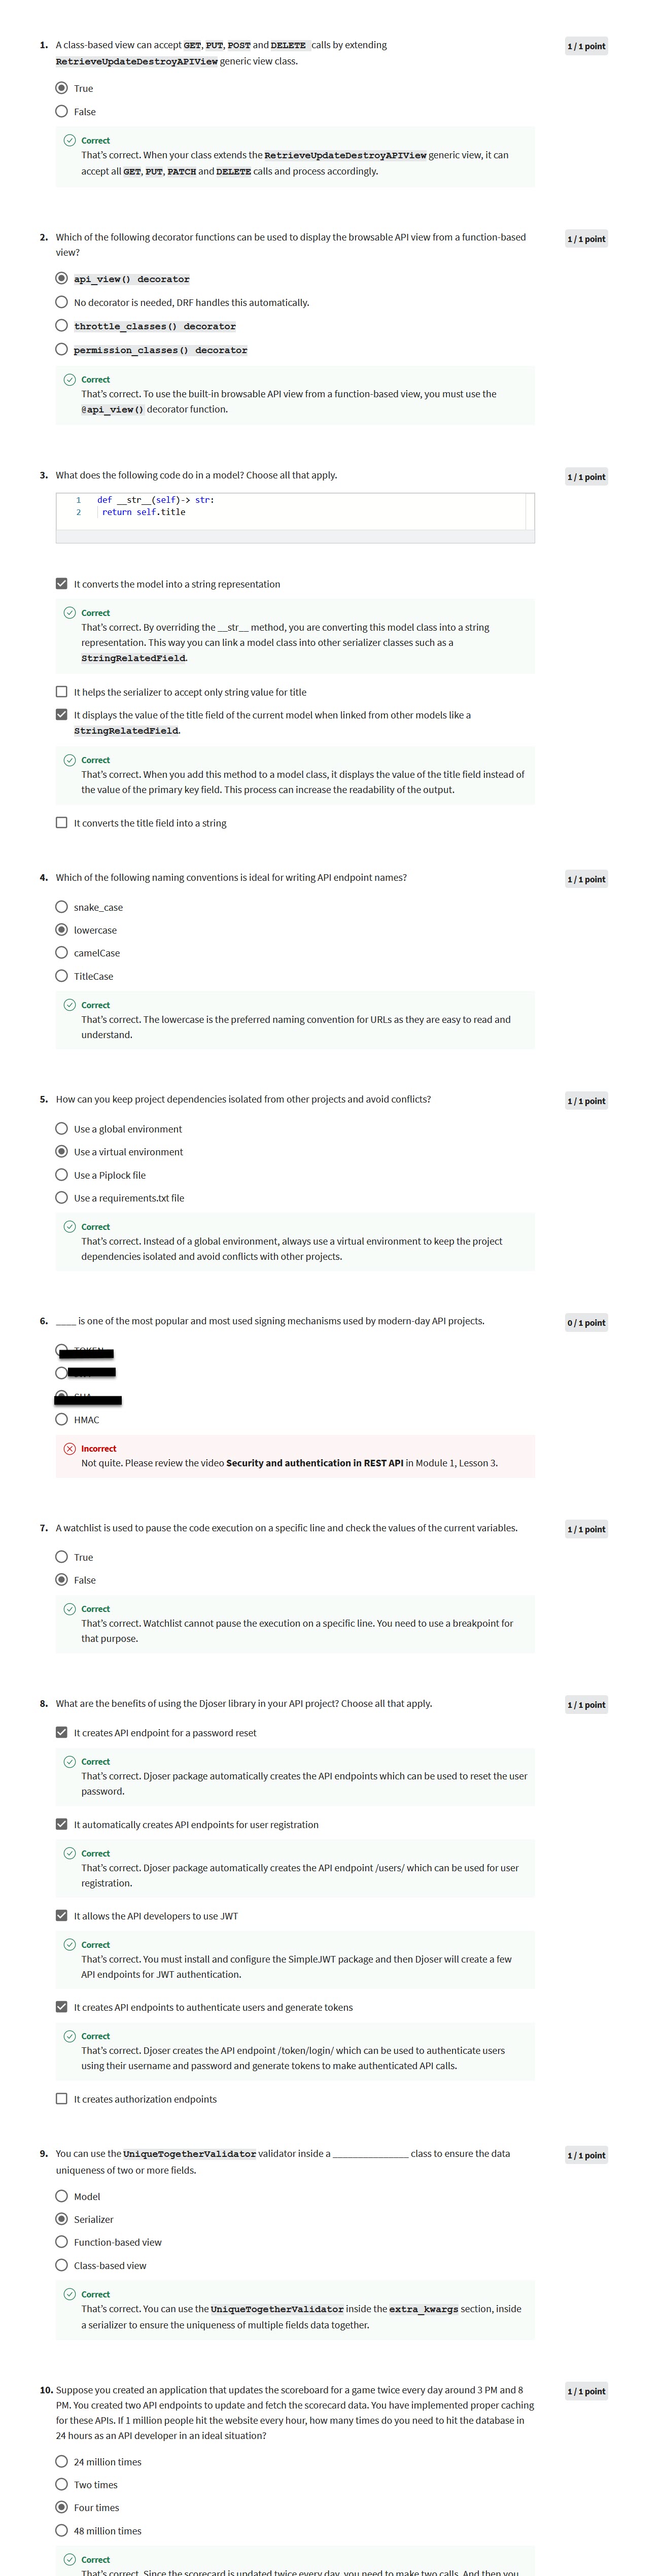 1. A class-based view can accept GET, PUT, POST and DELETE calls by extending
RetrieveUpdateDestroyAPIView generic view class.
1 / 1 point
True
False
Correct
That's correct. When your class extends the RetrieveUpdateDestroyAPIView generic view, it can
accept all GET, PUT, PATCH and DELETE calls and process accordingly.
2. Which of the following decorator functions can be used to display the browsable API view from a function-based
view?
1 / 1 point
api_view() decorator
No decorator is needed, DRF handles this automatically.
throttle_classes() decorator
permission_classes() decorator
Correct
That's correct. To use the built-in browsable API view from a function-based view, you must use the
@api_view() decorator function.
3. What does the following code do in a model? Choose all that apply.
1 / 1 point
1 def __str__(self)-> str:
2 return self.title
It converts the model into a string representation
Correct
That's correct. By overriding the __str__ method, you are converting this model class into a string
representation. This way you can link a model class into other serializer classes such as a
StringRelatedField.
It helps the serializer to accept only string value for title
It displays the value of the title field of the current model when linked from other models like a
StringRelatedField.
Correct
That's correct. When you add this method to a model class, it displays the value of the title field instead of
the value of the primary key field. This process can increase the readability of the output.
It converts the title field into a string
4. Which of the following naming conventions is ideal for writing API endpoint names?
1 / 1 point
snake_case
lowercase
camelCase
TitleCase
Correct
That's correct. The lowercase is the preferred naming convention for URLs as they are easy to read and
understand.
5. How can you keep project dependencies isolated from other projects and avoid conflicts?
1 / 1 point
Use a global environment
Use a virtual environment
Use a Piplock file
Use a requirements.txt file
Correct
That's correct. Instead of a global environment, always use a virtual environment to keep the project
dependencies isolated and avoid conflicts with other projects.
6. ____ is one of the most popular and most used signing mechanisms used by modern-day API projects.
0 / 1 point
HMAC
Incorrect
Not quite. Please review the video Security and authentication in REST API in Module 1, Lesson 3.
7. A watchlist is used to pause the code execution on a specific line and check the values of the current variables.
1 / 1 point
True
False
Correct
That's correct. Watchlist cannot pause the execution on a specific line. You need to use a breakpoint for
that purpose.
8. What are the benefits of using the Djoser library in your API project? Choose all that apply.
1 / 1 point
It creates API endpoint for a password reset
Correct
That's correct. Djoser package automatically creates the API endpoints which can be used to reset the user
password.
It automatically creates API endpoints for user registration
Correct
That's correct. Djoser package automatically creates the API endpoint /users/ which can be used for user
registration.
It allows the API developers to use JWT
Correct
That's correct. You must install and configure the SimpleJWT package and then Djoser will create a few
API endpoints for JWT authentication.
It creates API endpoints to authenticate users and generate tokens
Correct
That's correct. Djoser creates the API endpoint /token/login/ which can be used to authenticate users
using their username and password and generate tokens to make authenticated API calls.
It creates authorization endpoints
9. You can use the UniqueTogetherValidator validator inside a _______________ class to ensure the data
uniqueness of two or more fields.
1 / 1 point
Model
Serializer
Function-based view
Class-based view
Correct
That's correct. You can use the UniqueTogetherValidator inside the extra_kwargs section, inside
a serializer to ensure the uniqueness of multiple fields data together.
10. Suppose you created an application that updates the scoreboard for a game twice every day around 3 PM and 8
PM. You created two API endpoints to update and fetch the scorecard data. You have implemented proper caching
for these APIs. If 1 million people hit the website every hour, how many times do you need to hit the database in
24 hours as an API developer in an ideal situation?
1 / 1 point
24 million times
Two times
Four times
48 million times
Correct
That's correct. Since the scorecard is updated twice every day, you need to make two calls. And then you